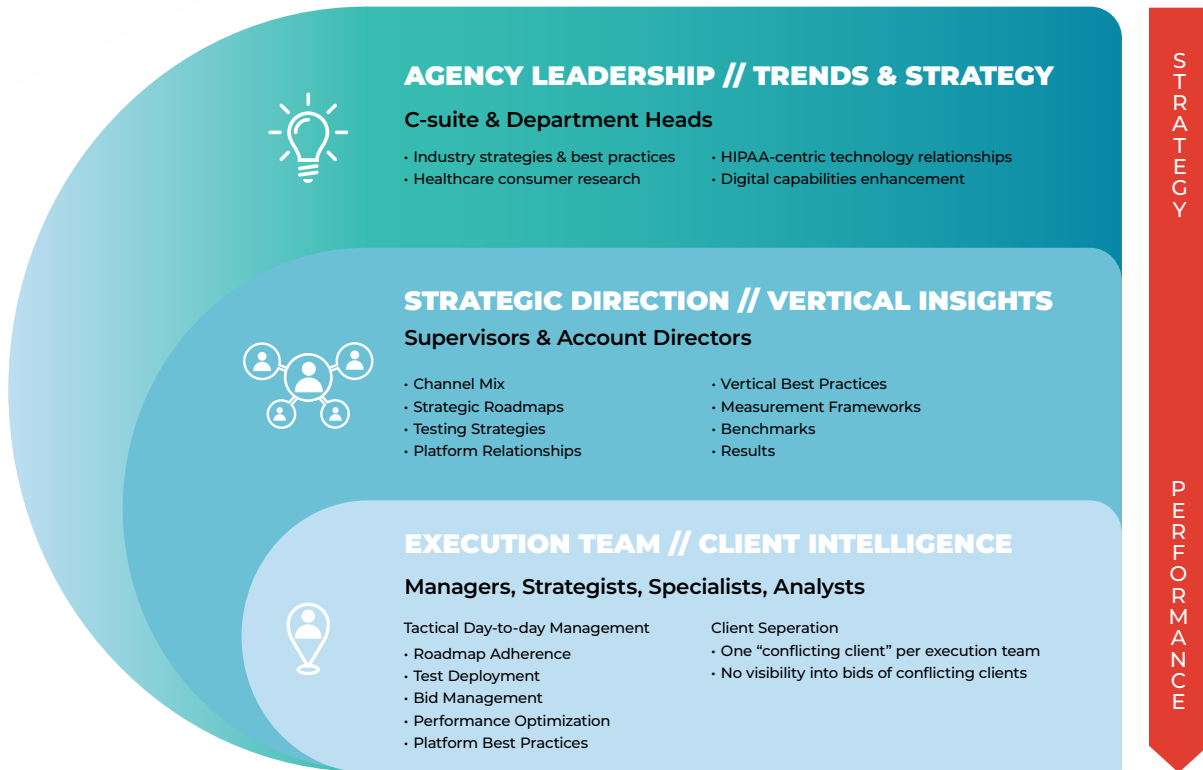 AGENCY LEADERSHIP // TRENDS & STRATEGY
C-suite & Department Heads
• Industry strategies & best practices
• Healthcare consumer research
• HIPAA-centric technology relationships
• Digital capabilities enhancement
STRATEGIC DIRECTION // VERTICAL INSIGHTS
Supervisors & Account Directors
• Channel Mix
• Strategic Roadmaps
• Testing Strategies
• Platform Relationships
• Vertical Best Practices
• Measurement Frameworks
• Benchmarks
• Results
EXECUTION TEAM // CLIENT INTELLIGENCE
Managers, Strategists, Specialists, Analysts
Tactical Day-to-day Management
• Roadmap Adherence
• Test Deployment
• Bid Management
• Performance Optimization
• Platform Best Practices
Client Seperation
• One “conflicting client” per execution team
• No visibility into bids of conflicting clients
STRATEGY
PERFORMANCE